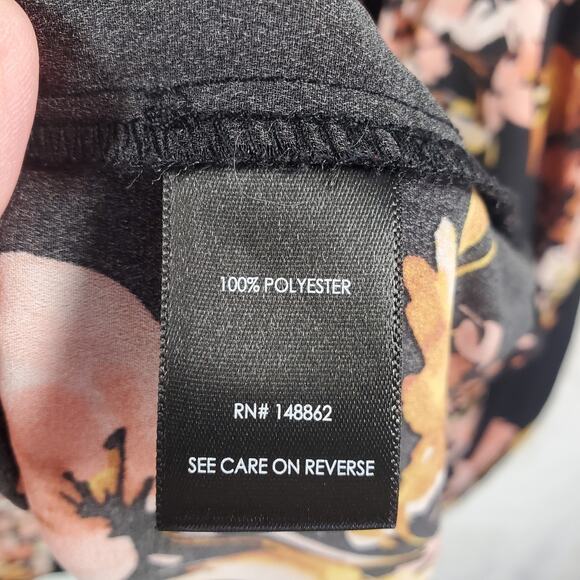 100% POLYESTER
RN# 148862
SEE CARE ON REVERSE